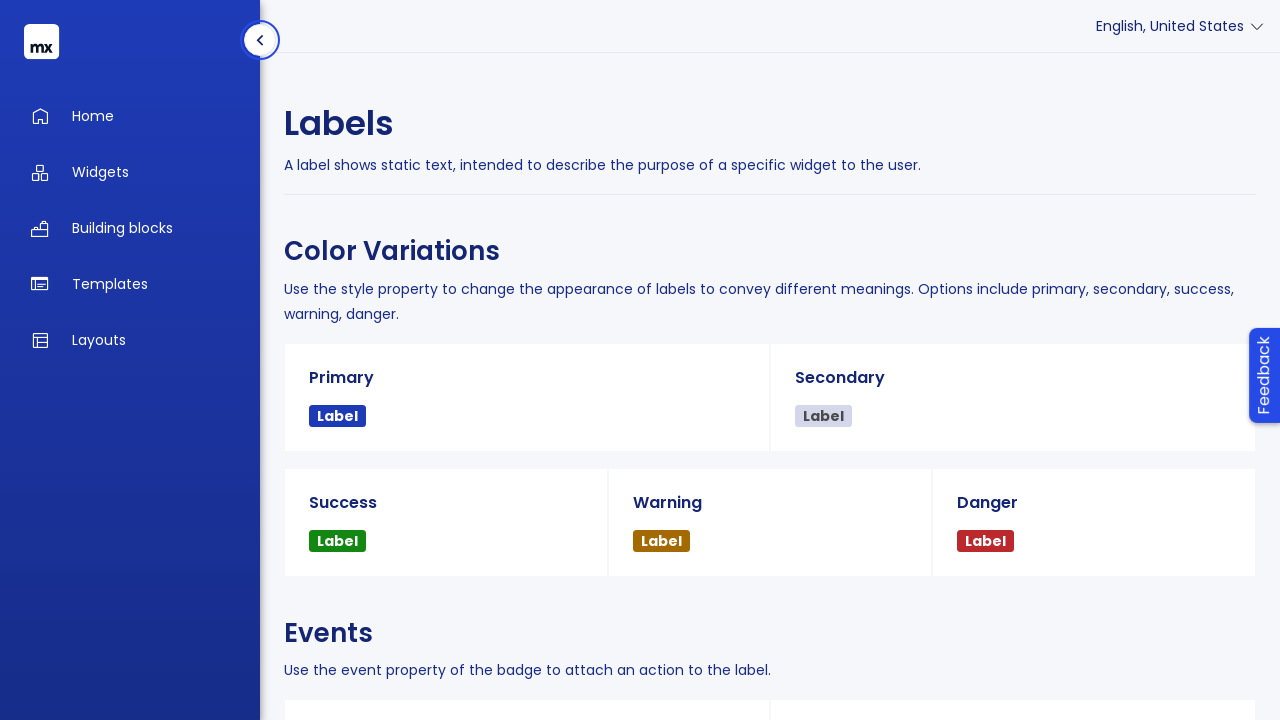 mx
English, United States
Home
Widgets
Building blocks
Templates
Layouts
Labels
A label shows static text, intended to describe the purpose of a specific widget to the user.
Color Variations
Use the style property to change the appearance of labels to convey different meanings. Options include primary, secondary, success,
warning, danger.
Primary
Secondary
Label
Label
Success
Warning
Danger
Label
Label
Label
Events
Use the event property of the badge to attach an action to the label.
Feedback